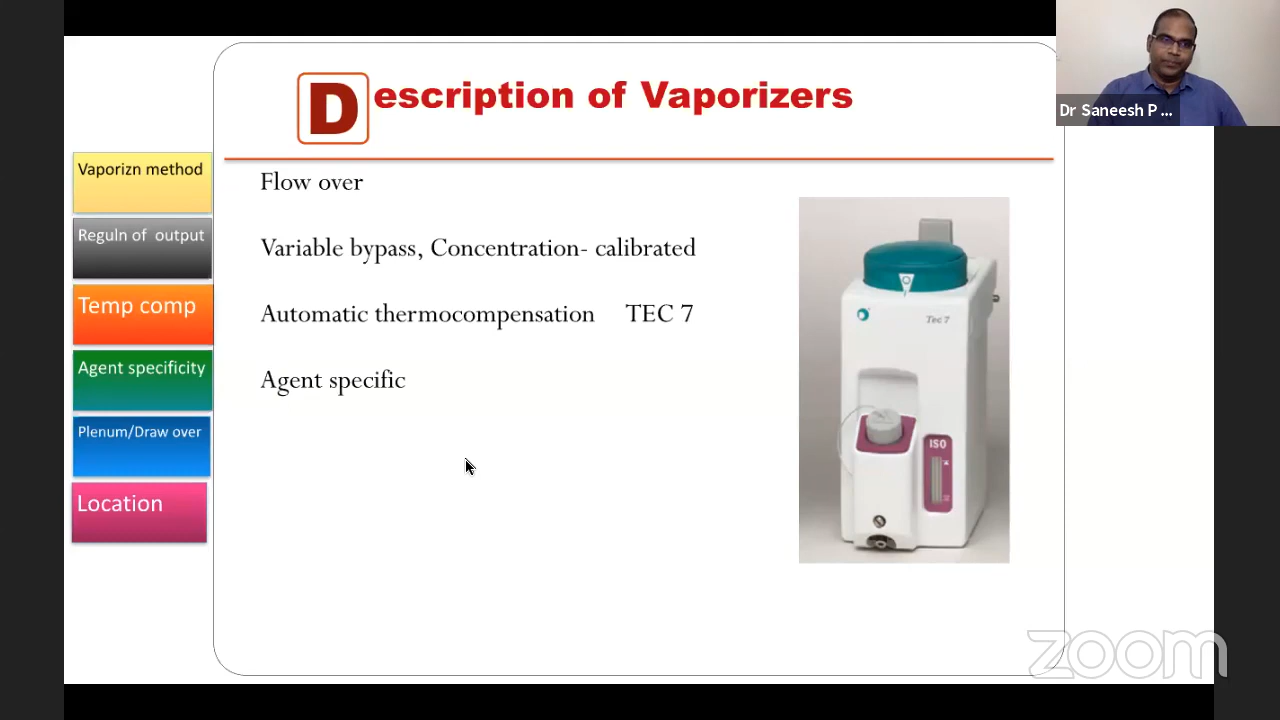 Description of Vaporizers
Dr Saneesh P ...
Vaporizn method
Reguln of output
Temp comp
Agent specificity
Plenum/Draw over
Location
Flow over
Variable bypass, Concentration- calibrated
Automatic thermocompensation TEC 7
Agent specific
Tec 7
ISO
zoom